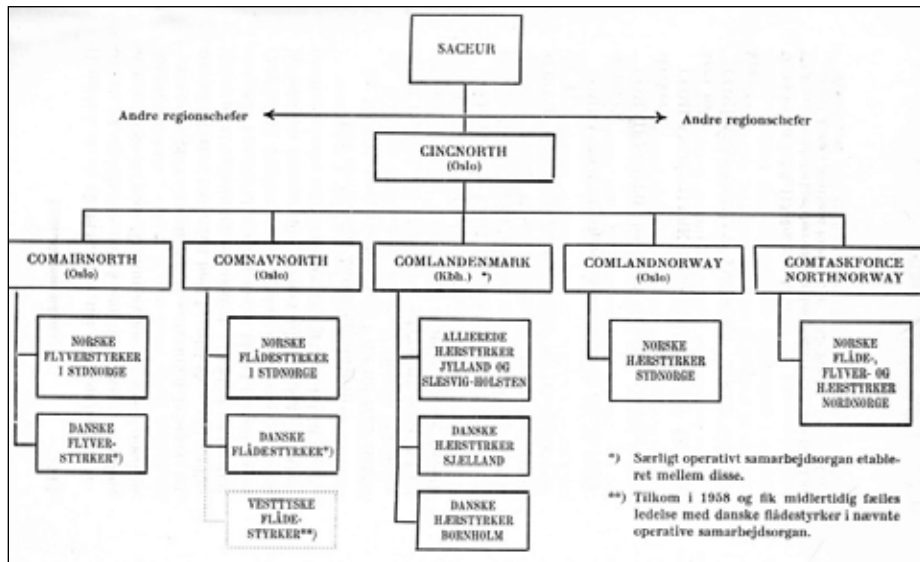 SACEUR
Andre regionschefer
Andre regionschefer
CINCNORTH
(Oslo)
COMAIRNORTH
(Oslo)
COMNAVNORTH
(Oslo)
COMLANDENMARK
(Kbh.) *)
COMLANDNORWAY
(Oslo)
COMTASKFORCE
NORTHNORWAY
NORSKE
FLYVERSTYRKER
I SYDNORGE
DANSKE
FLYVER-
STYRKER*)
NORSKE
FLÅDESTYRKER
I SYDNORGE
DANSKE
FLÅDESTYRKER*)
VESTTYSKE
FLÅDE-
STYRKER**)
ALLIEREDE
HÆRSTYRKER
JYLLAND OG
SLESVIG-HOLSTEN
DANSKE
HÆRSTYRKER
SJÆLLAND
DANSKE
HÆRSTYRKER
BORNHOLM
NORSKE
HÆRSTYRKER
SYDNORGE
NORSKE
FLÅDE-,
FLYVER- OG
HÆRSTYRKER
NORDNORGE
*) Særligt operativt samarbejdsorgan etable-
ret mellem disse.
**) Tilkom i 1958 og fik midlertidig fælles
ledelse med danske flådestyrker i nævnte
operative samarbejdsorgan.